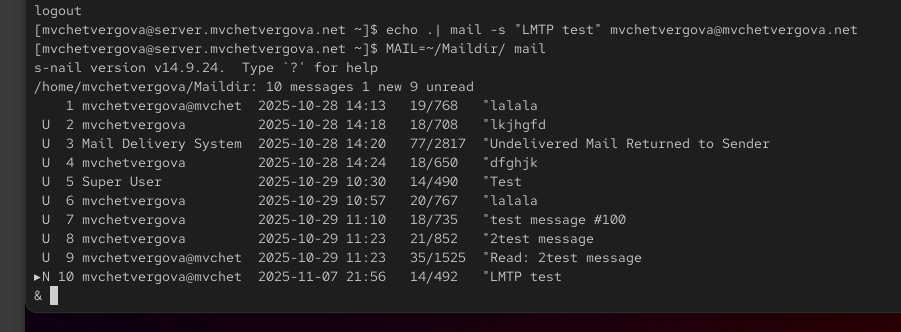 logout
[mvchetvergova@server.mvchetvergova.net ~]$ echo .| mail -s "LMTP test" mvchetvergova@mvchetvergova.net
[mvchetvergova@server.mvchetvergova.net ~]$ MAIL=~/Maildir/ mail
s-nail version v14.9.24.  Type `?' for help
/home/mvchetvergova/Maildir: 10 messages 1 new 9 unread
    1 mvchetvergova@mvchet  2025-10-28 14:13   19/768   "lalala
 U  2 mvchetvergova         2025-10-28 14:18   18/708   "lkjhgfd
 U  3 Mail Delivery System  2025-10-28 14:20   77/2817  "Undelivered Mail Returned to Sender
 U  4 mvchetvergova         2025-10-28 14:24   18/650   "dfghjk
 U  5 Super User            2025-10-29 10:30   14/490   "Test
 U  6 mvchetvergova         2025-10-29 10:57   20/767   "lalala
 U  7 mvchetvergova         2025-10-29 11:10   18/735   "test message #100
 U  8 mvchetvergova         2025-10-29 11:23   21/852   "2test message
 U  9 mvchetvergova@mvchet  2025-10-29 11:23   35/1525  "Read: 2test message
▸N 10 mvchetvergova@mvchet  2025-11-07 21:56   14/492   "LMTP test
&